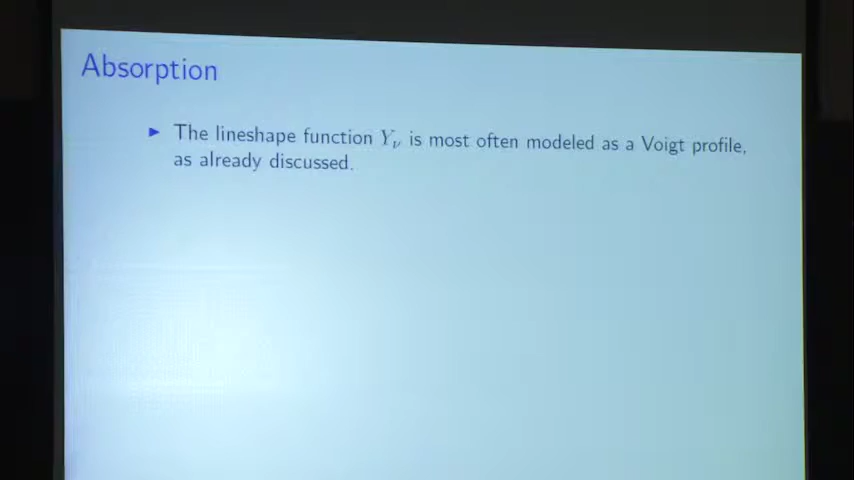 Absorption
▶ The lineshape function Yν is most often modeled as a Voigt profile,
as already discussed.